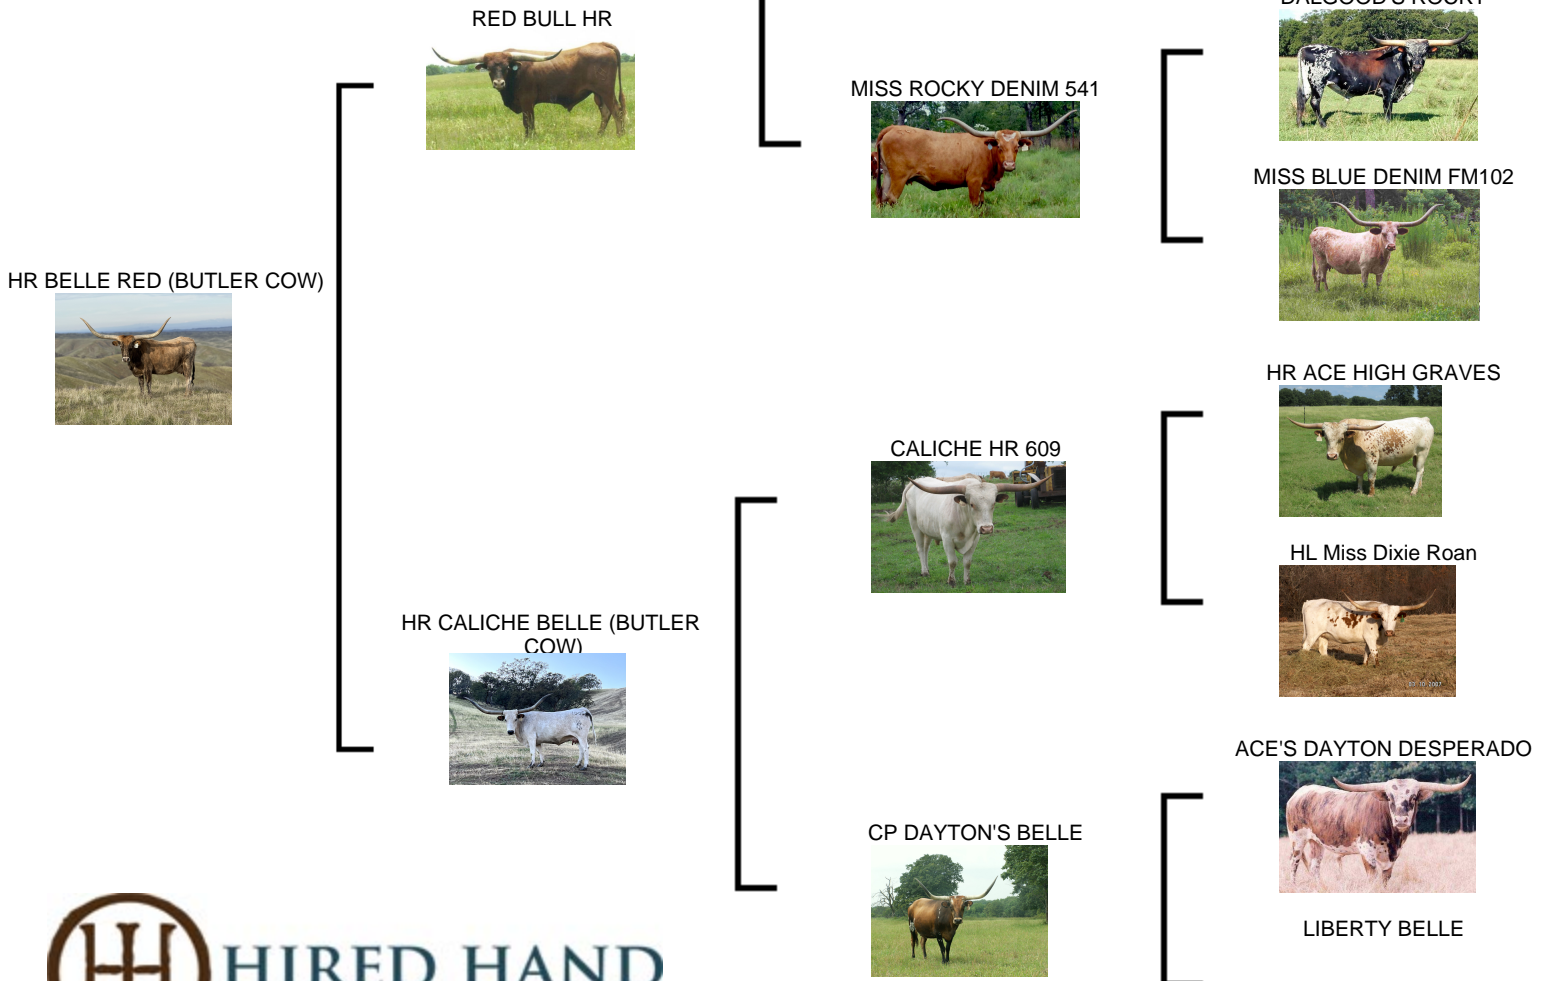 DALGOOD'S ROCKY
RED BULL HR
MISS ROCKY DENIM 541
MISS BLUE DENIM FM102
HR BELLE RED (BUTLER COW)
HR ACE HIGH GRAVES
CALICHE HR 609
HL Miss Dixie Roan
HR CALICHE BELLE (BUTLER
COW)
ACE'S DAYTON DESPERADO
CP DAYTON'S BELLE
LIBERTY BELLE
HIRED HAND